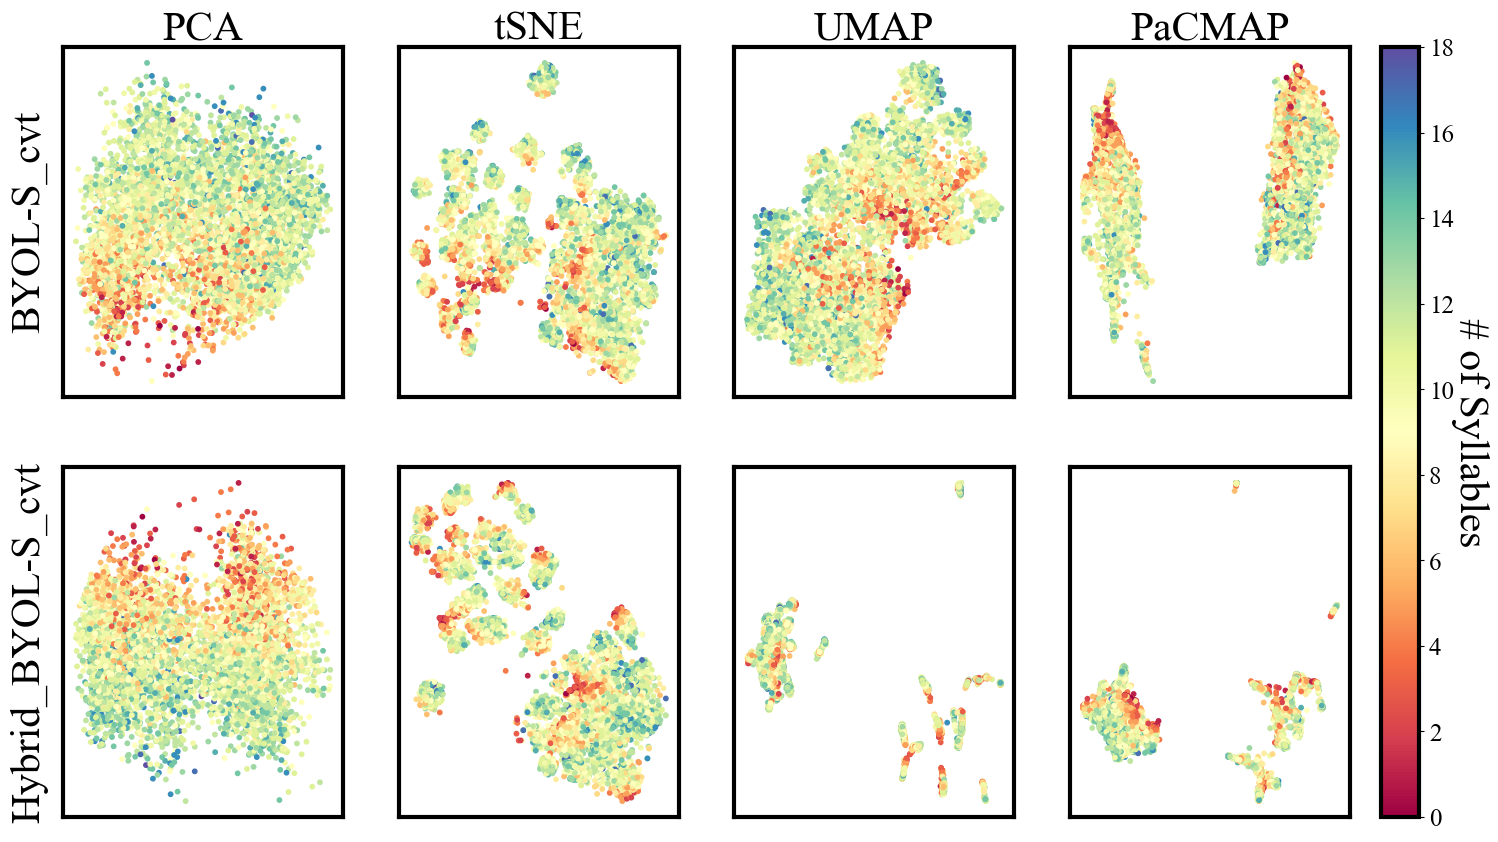 PCA
tSNE
UMAP
PaCMAP
BYOL-S_cvt
Hybrid_BYOL-S_cvt
18
16
14
12
10
8
6
4
2
0
# of Syllables